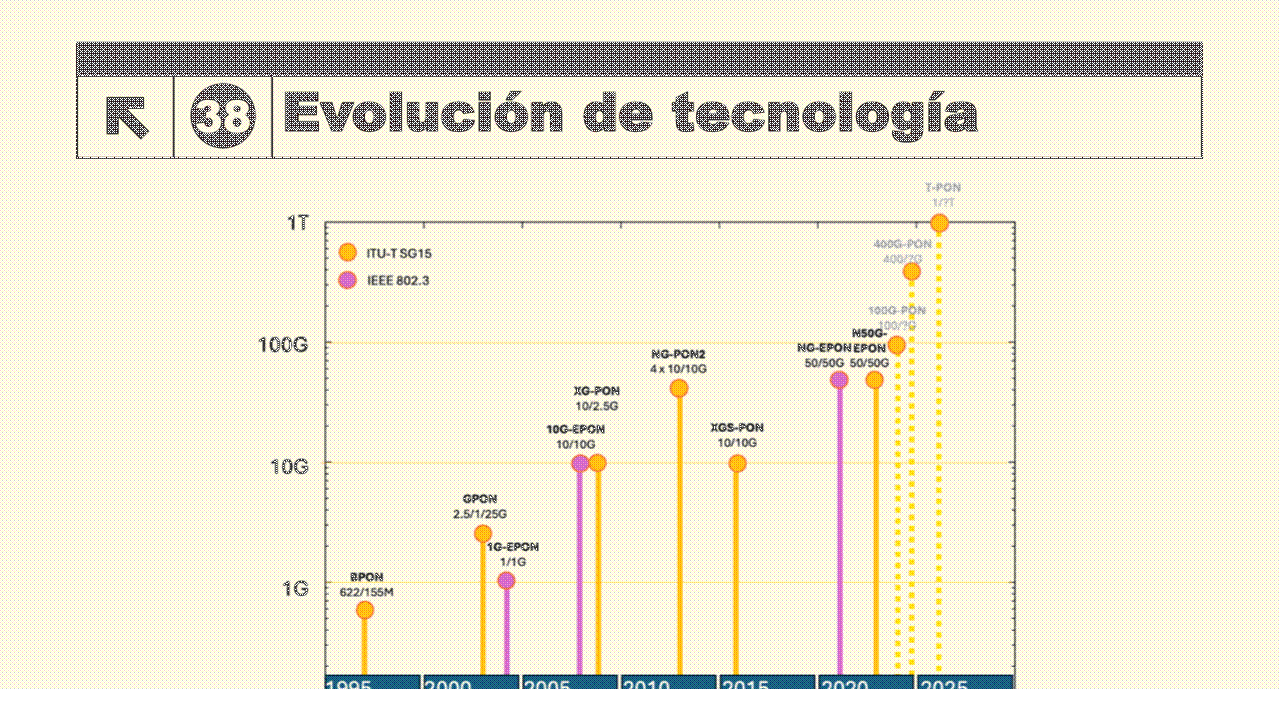 38 Evolución de tecnología
T-PON
1/?T
1T
ITU-T SG15
400G-PON
400/?G
IEEE 802.3
100G-PON
100/?G
N50G-
100G
NG-PON2
NG-EPON EPON
4 x 10/10G
50/50G 50/50G
XG-PON
10/2.5G
10G-EPON
XGS-PON
10/10G
10/10G
10G
GPON
2.5/1/25G
1G-EPON
1/1G
BPON
1G
622/155M
1995 2000 2005 2010 2015 2020 2025